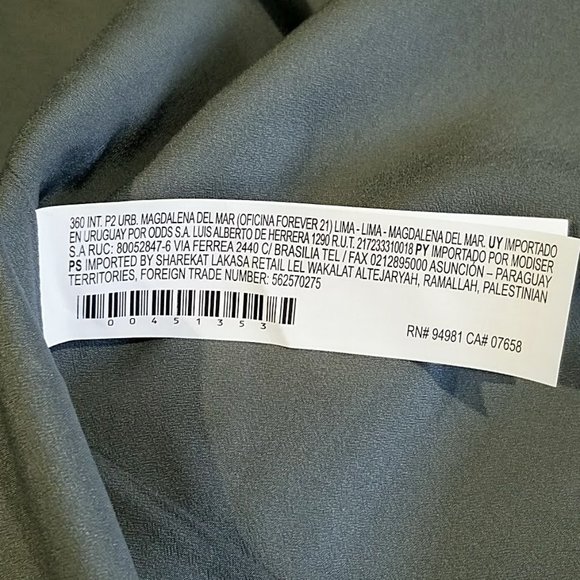 360 INT. P2 URB. MAGDALENA DEL MAR (OFICINA FOREVER 21) LIMA - LIMA - MAGDALENA DEL MAR. UY IMPORTADO
EN URUGUAY POR ODDS S.A. LUIS ALBERTO DE HERRERA 1290 R.U.T. 217233310018 PY IMPORTADO POR MODISER
S.A RUC: 80052847-6 VIA FERREA 2440 C/ BRASILIA TEL / FAX 0212895000 ASUNCIÓN – PARAGUAY
PS IMPORTED BY SHAREKAT LAKASA RETAIL LEL WAKALAT ALTEJARYAH, RAMALLAH, PALESTINIAN
TERRITORIES, FOREIGN TRADE NUMBER: 562570275
00451353
RN# 94981 CA# 07658